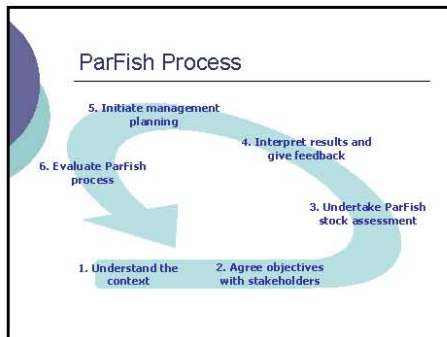 ParFish Process
1. Understand the
context
2. Agree objectives
with stakeholders
3. Undertake ParFish
stock assessment
4. Interpret results and
give feedback
5. Initiate management
planning
6. Evaluate ParFish
process